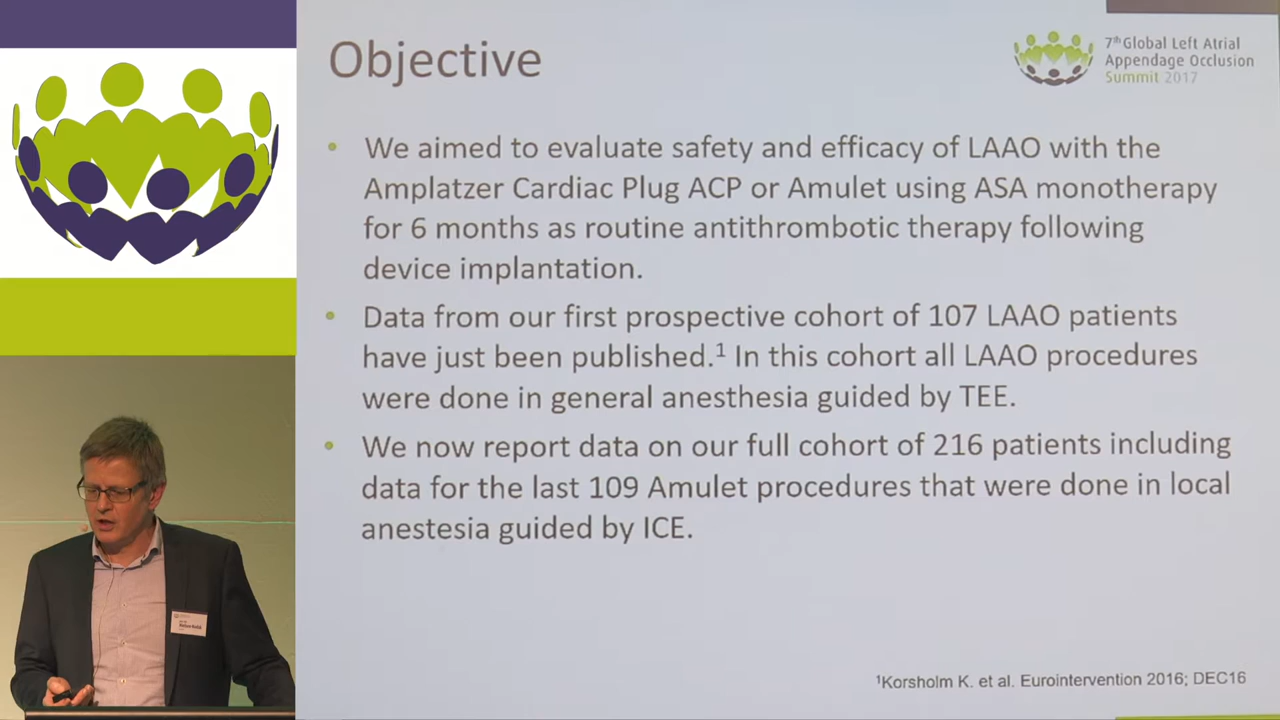 Objective
7th Global Left Atrial
Appendage Occlusion
Summit 2017
• We aimed to evaluate safety and efficacy of LAAO with the
Amplatzer Cardiac Plug ACP or Amulet using ASA monotherapy
for 6 months as routine antithrombotic therapy following
device implantation.
• Data from our first prospective cohort of 107 LAAO patients
have just been published.¹ In this cohort all LAAO procedures
were done in general anesthesia guided by TEE.
• We now report data on our full cohort of 216 patients including
data for the last 109 Amulet procedures that were done in local
anestesia guided by ICE.
¹Korsholm K. et al. Eurointervention 2016; DEC16